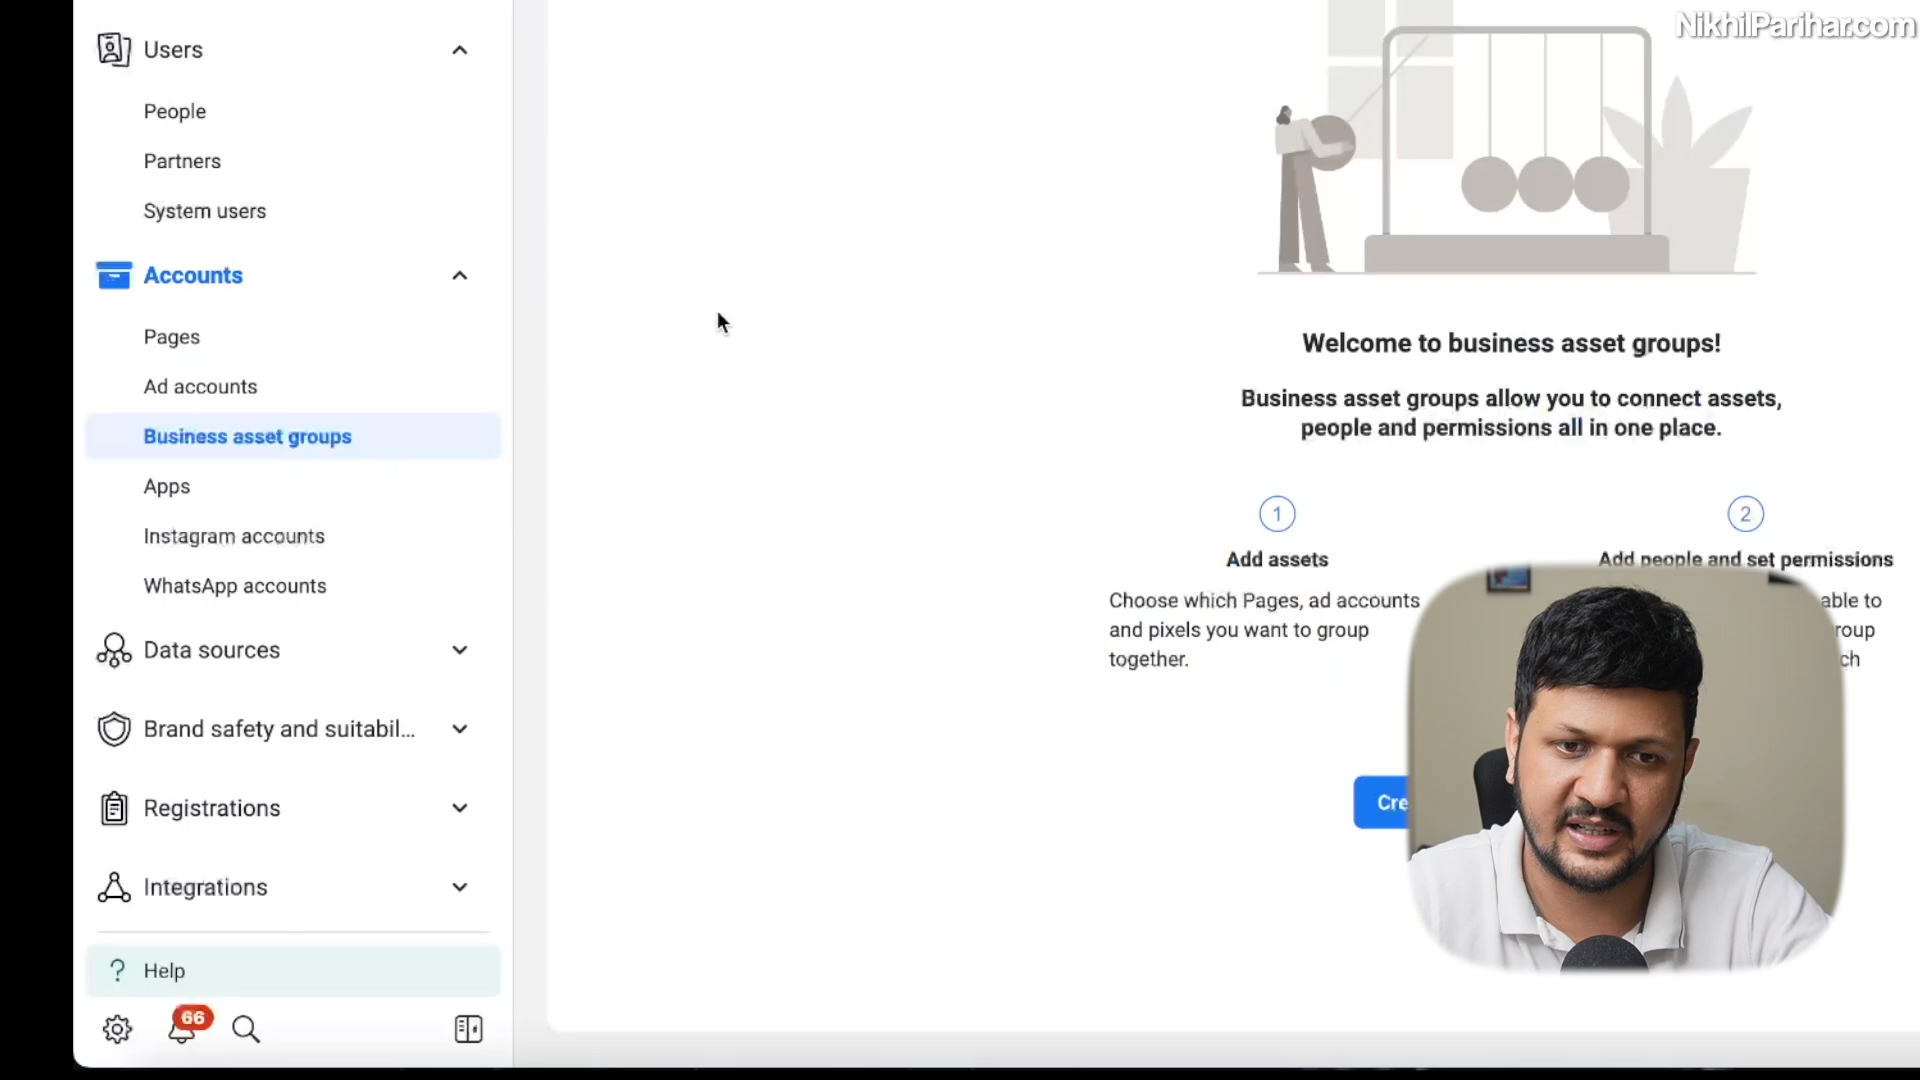 NikhilParihar.com
Users
People
Partners
System users
Accounts
Pages
Ad accounts
Business asset groups
Apps
Instagram accounts
WhatsApp accounts
Data sources
Brand safety and suitabil...
Registrations
Integrations
? Help
66
Welcome to business asset groups!
Business asset groups allow you to connect assets,
people and permissions all in one place.
1
Add assets
Choose which Pages, ad accounts
and pixels you want to group
together.
2
Add people and set permissions
able to